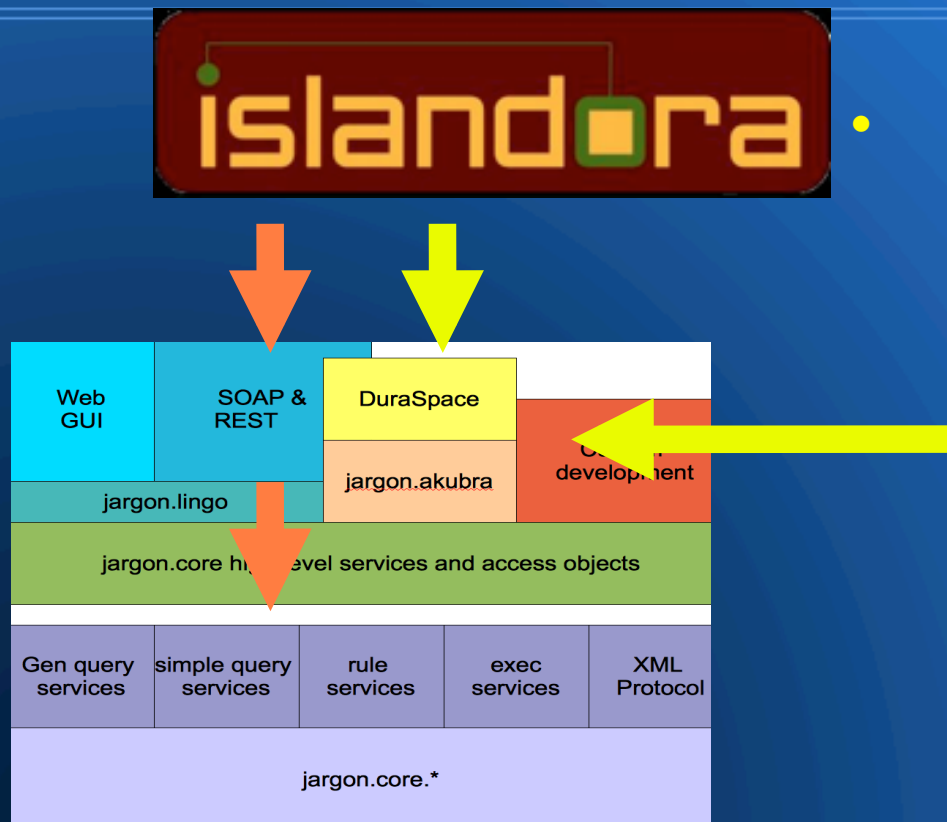 islandora
Web
GUI
SOAP &
REST
DuraSpace
jargon.akubra
development
jargon.lingo
jargon.core level services and access objects
Gen query
services
simple query
services
rule
services
exec
services
XML
Protocol
jargon.core.*